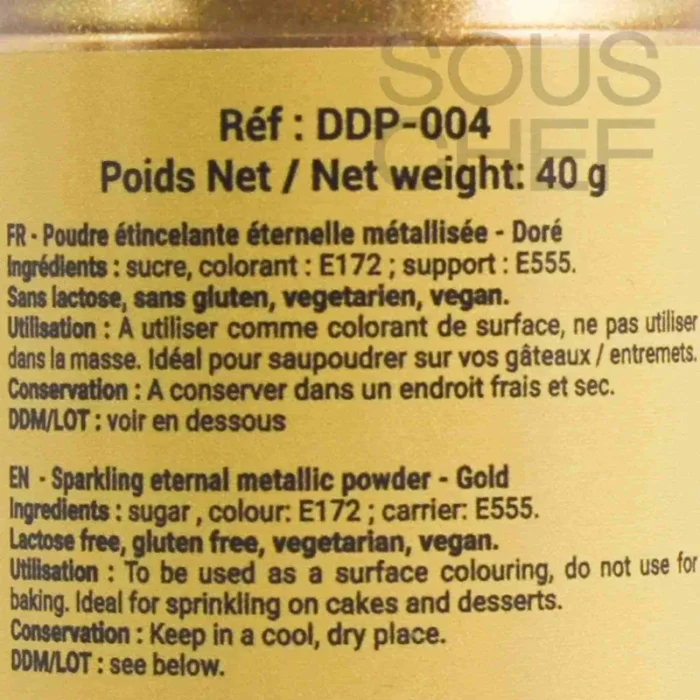 SOUS
CHEF
Réf : DDP-004
Poids Net / Net weight: 40 g
FR - Poudre étincelante éternelle métallisée - Doré
Ingrédients : sucre, colorant : E172 ; support : E555.
Sans lactose, sans gluten, vegetarien, vegan.
Utilisation : A utiliser comme colorant de surface, ne pas utiliser
dans la masse. Idéal pour saupoudrer sur vos gâteaux / entremets.
Conservation : A conserver dans un endroit frais et sec.
DDM/LOT : voir en dessous
EN - Sparkling eternal metallic powder - Gold
Ingredients : sugar , colour: E172 ; carrier: E555.
Lactose free, gluten free, vegetarian, vegan.
Utilisation : To be used as a surface colouring, do not use for
baking. Ideal for sprinkling on cakes and desserts.
Conservation : Keep in a cool, dry place.
DDM/LOT : see below.